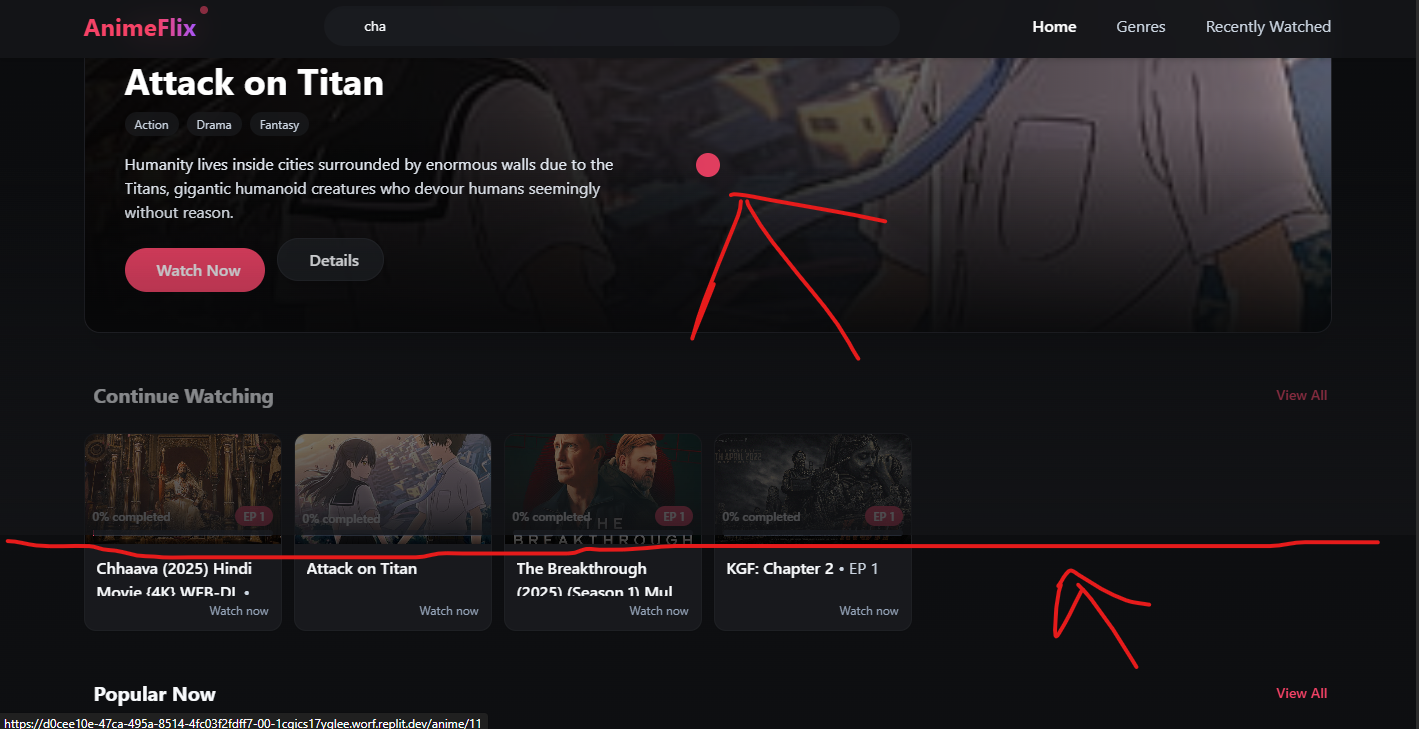 AnimeFlix
cha
Home
Genres
Recently Watched
Attack on Titan
Action
Drama
Fantasy
Humanity lives inside cities surrounded by enormous walls due to the
Titans, gigantic humanoid creatures who devour humans seemingly
without reason.
Watch Now
Details
Continue Watching
View All
0% completed
EP 1
0% completed
0% completed
EP 1
THE
BREAKTHROUGH
0% completed
EP 1
Chhaava (2025) Hindi
Movie {4K} WEB-DL •
Watch now
Attack on Titan
Watch now
The Breakthrough
(2025) (Season 1) Mul
Watch now
KGF: Chapter 2 • EP 1
Watch now
Popular Now
View All
https://d0cee10e-47ca-495a-8514-4fc03f2fdff7-00-1cqics17yglee.worf.replit.dev/anime/11